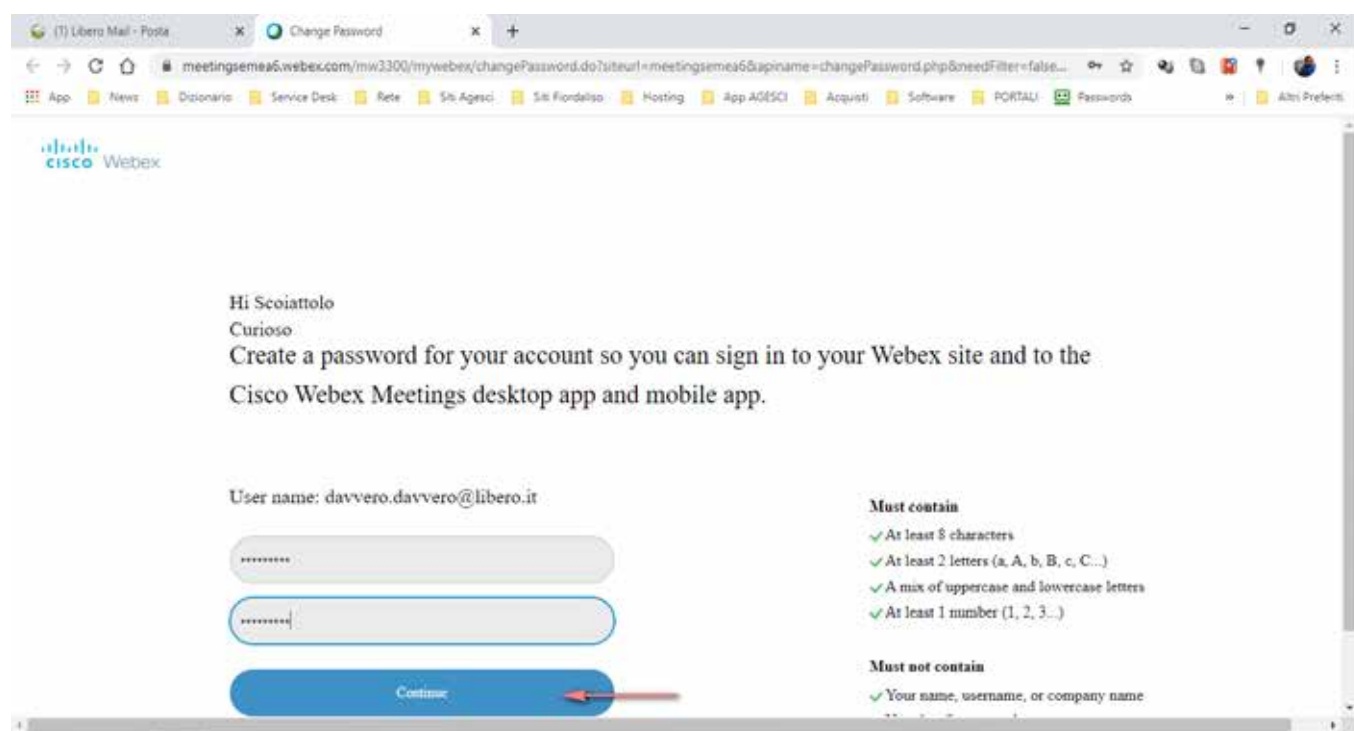 (1) Libero Mail - Posta
Change Password
meetingsemea6.webex.com/mw3300/mywebex/changePassword.do?siteurl=meetingsemea6&apiname=changePassword.php&needFilter=false...
App News Dizionario Service Desk Rete Siti Agesci Siti Fiordaliso Hosting App AGESCI Acquisti Software PORTALI Passwords » Altri Preferiti
cisco Webex
Hi Scoiattolo
Curioso
Create a password for your account so you can sign in to your Webex site and to the
Cisco Webex Meetings desktop app and mobile app.
User name: davvero.davvero@libero.it
•••••••••
•••••••••
Continue
Must contain
At least 8 characters
At least 2 letters (a, A, b, B, c, C...)
A mix of uppercase and lowercase letters
At least 1 number (1, 2, 3...)
Must not contain
Your name, username, or company name